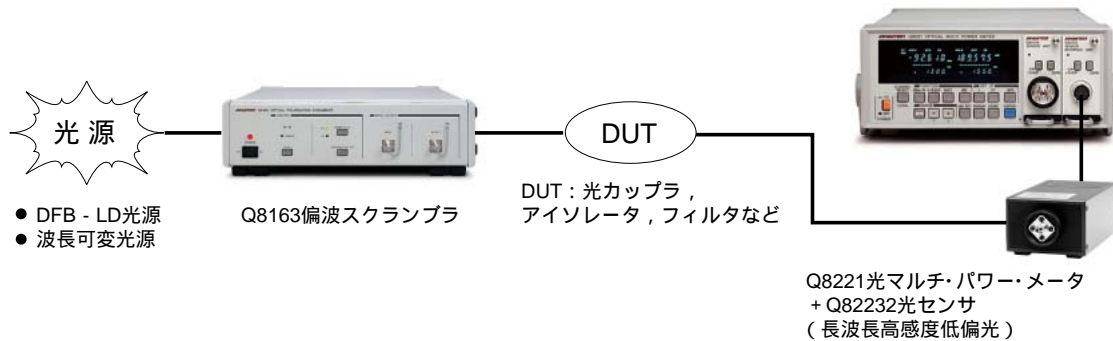 光 源
● DFB - LD光源
● 波長可変光源
Q8163偏波スクランブラ
DUT
DUT：光カップラ，
アイソレータ，フィルタなど
Q8221光マルチ・パワー・メータ
+ Q82232光センサ
（長波長高感度低偏光）